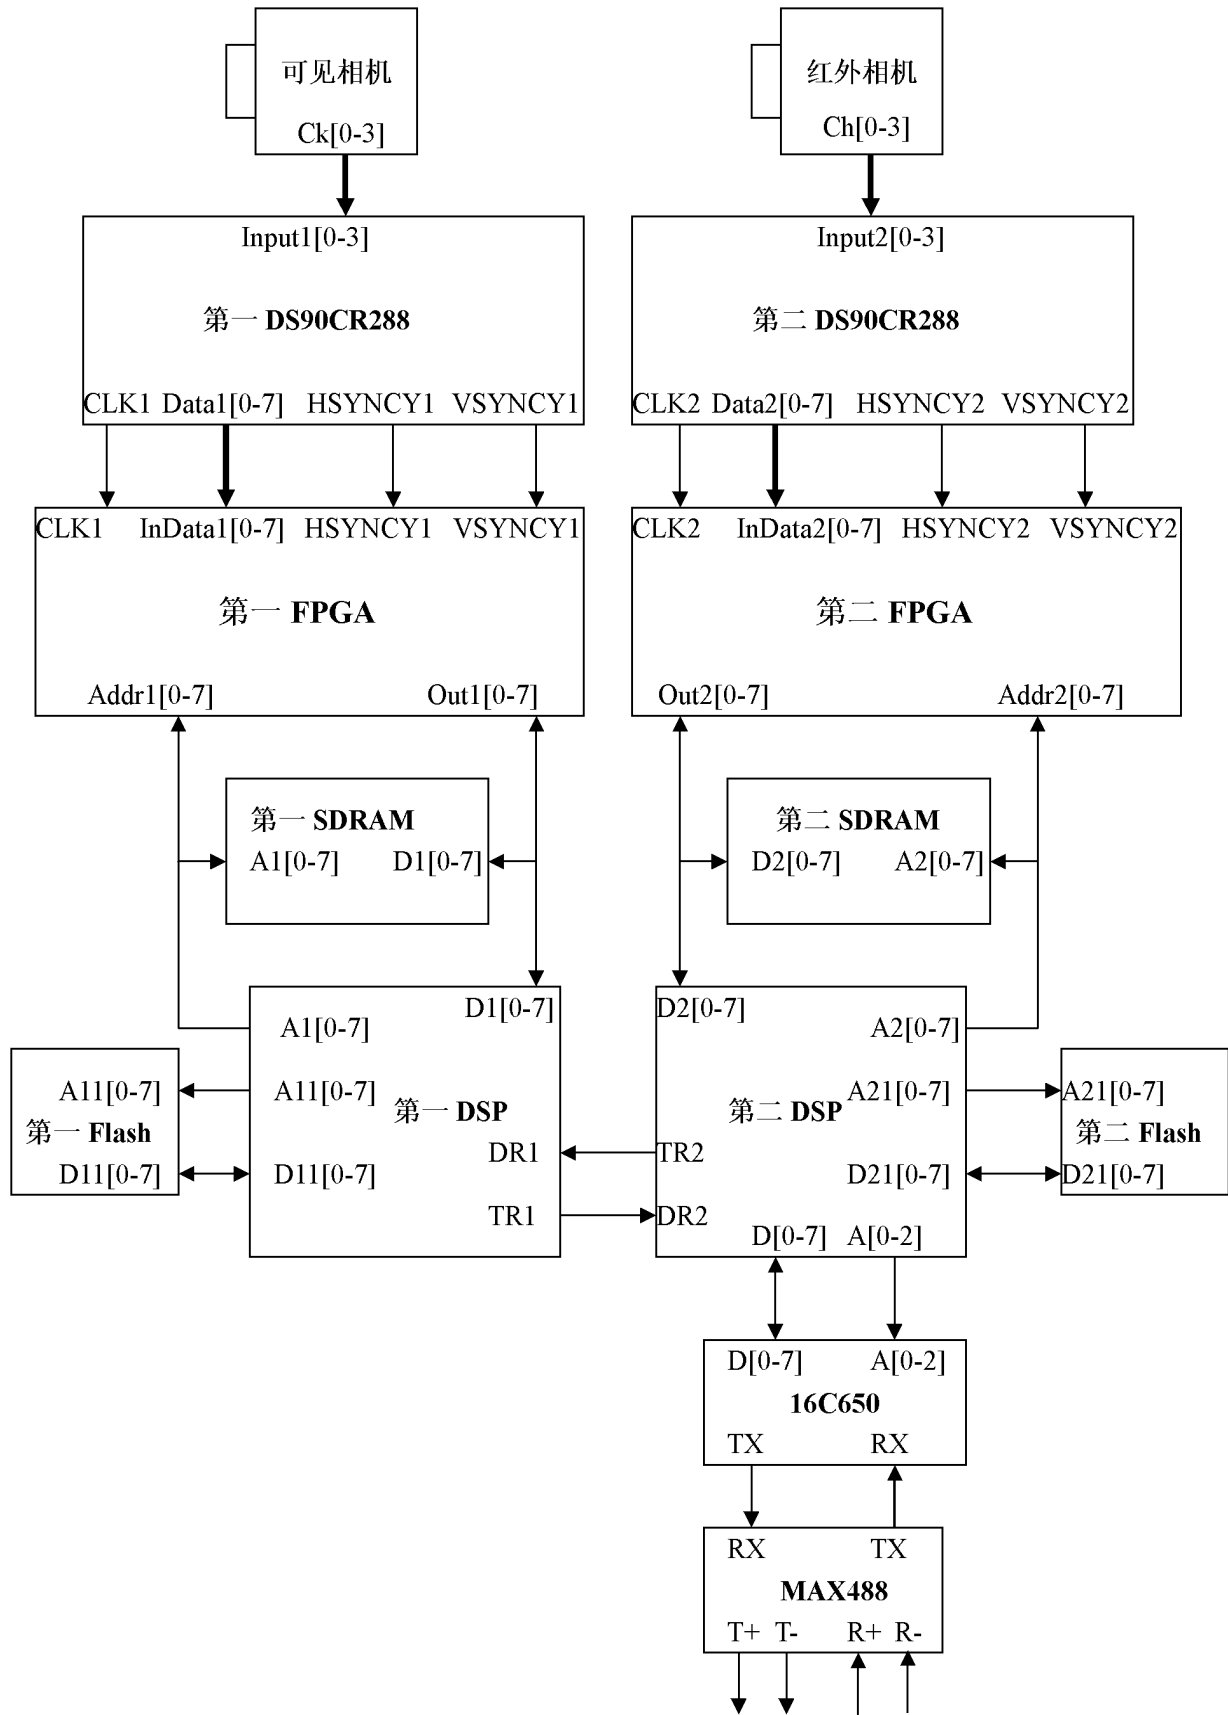 可见相机
Ck[0-3]
红外相机
Ch[0-3]
Input1[0-3]
第一 DS90CR288
CLK1 Data1[0-7] HSYNCY1 VSYNCY1
Input2[0-3]
第二 DS90CR288
CLK2 Data2[0-7] HSYNCY2 VSYNCY2
CLK1 InData1[0-7] HSYNCY1 VSYNCY1
第一 FPGA
Addr1[0-7] Out1[0-7]
CLK2 InData2[0-7] HSYNCY2 VSYNCY2
第二 FPGA
Out2[0-7] Addr2[0-7]
第一 SDRAM
A1[0-7] D1[0-7]
第二 SDRAM
D2[0-7] A2[0-7]
D1[0-7]
A1[0-7]
A11[0-7]
第一 DSP
DR1
D11[0-7]
TR1
A11[0-7]
第一 Flash
D11[0-7]
D2[0-7]
A2[0-7]
A21[0-7]
第二 DSP
TR2
D21[0-7]
DR2
D[0-7] A[0-2]
A21[0-7]
第二 Flash
D21[0-7]
D[0-7] A[0-2]
16C650
TX RX
RX TX
MAX488
T+ T- R+ R-